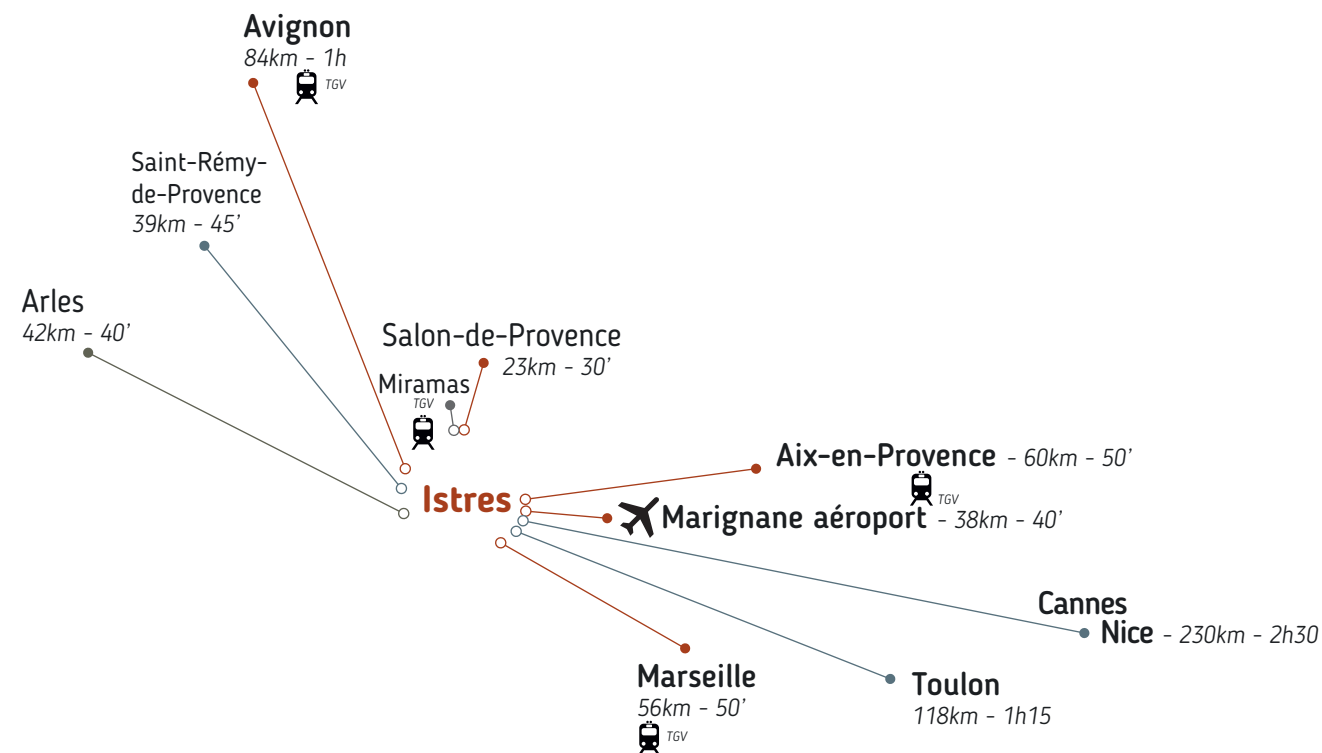 Avignon
84km - 1h
TGV
Saint-Rémy-
de-Provence
39km - 45’
Arles
42km - 40’
Salon-de-Provence
23km - 30’
Miramas
TGV
Istres
Aix-en-Provence - 60km - 50’
TGV
Marignane aéroport - 38km - 40’
Cannes
Nice - 230km - 2h30
Marseille
56km - 50’
TGV
Toulon
118km - 1h15